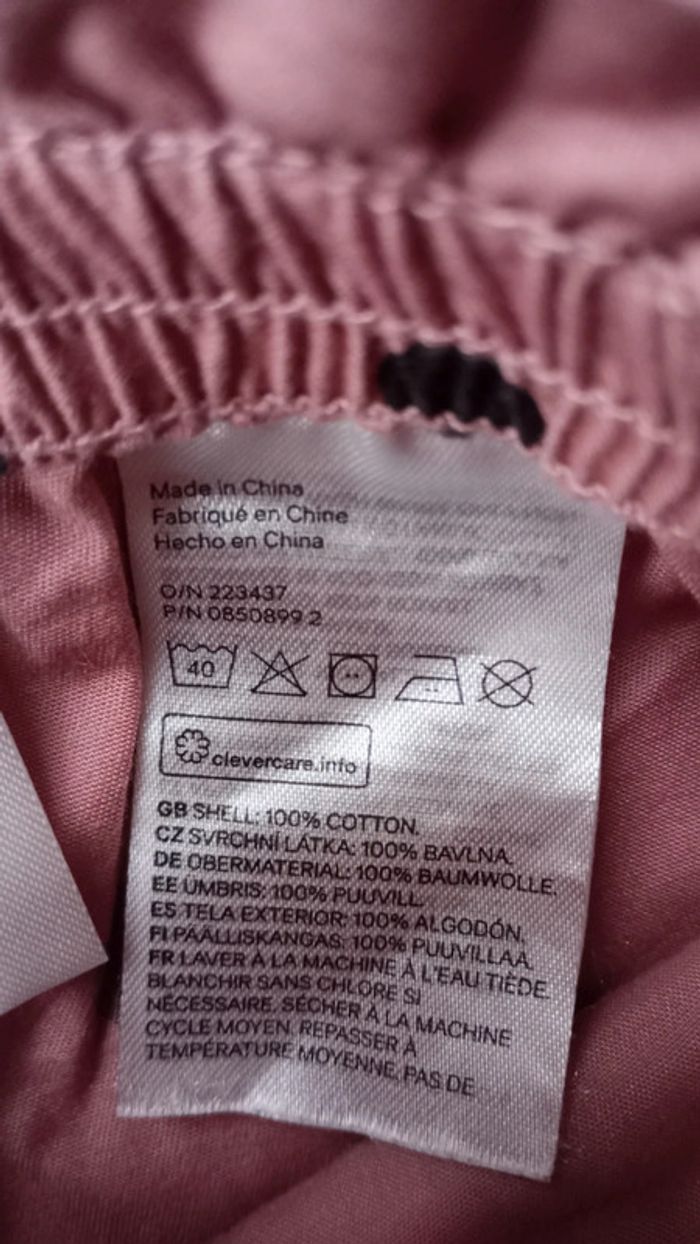 Made in China
Fabriqué en Chine
Hecho en China
O/N 223437
P/N 0850899 2
40
clevercare.info
GB SHELL: 100% COTTON.
CZ SVRCHNÍ LÁTKA: 100% BAVLNA.
DE OBERMATERIAL: 100% BAUMWOLLE.
EE ÜMBRIS: 100% PUUVILL.
ES TELA EXTERIOR: 100% ALGODÓN.
FI PÄÄLLISKANGAS: 100% PUUVILLAA.
FR LAVER À LA MACHINE À L'EAU TIÈDE.
BLANCHIR SANS CHLORE SI
NÉCESSAIRE. SÉCHER À LA MACHINE
CYCLE MOYEN. REPASSER À
TEMPÉRATURE MOYENNE. PAS DE